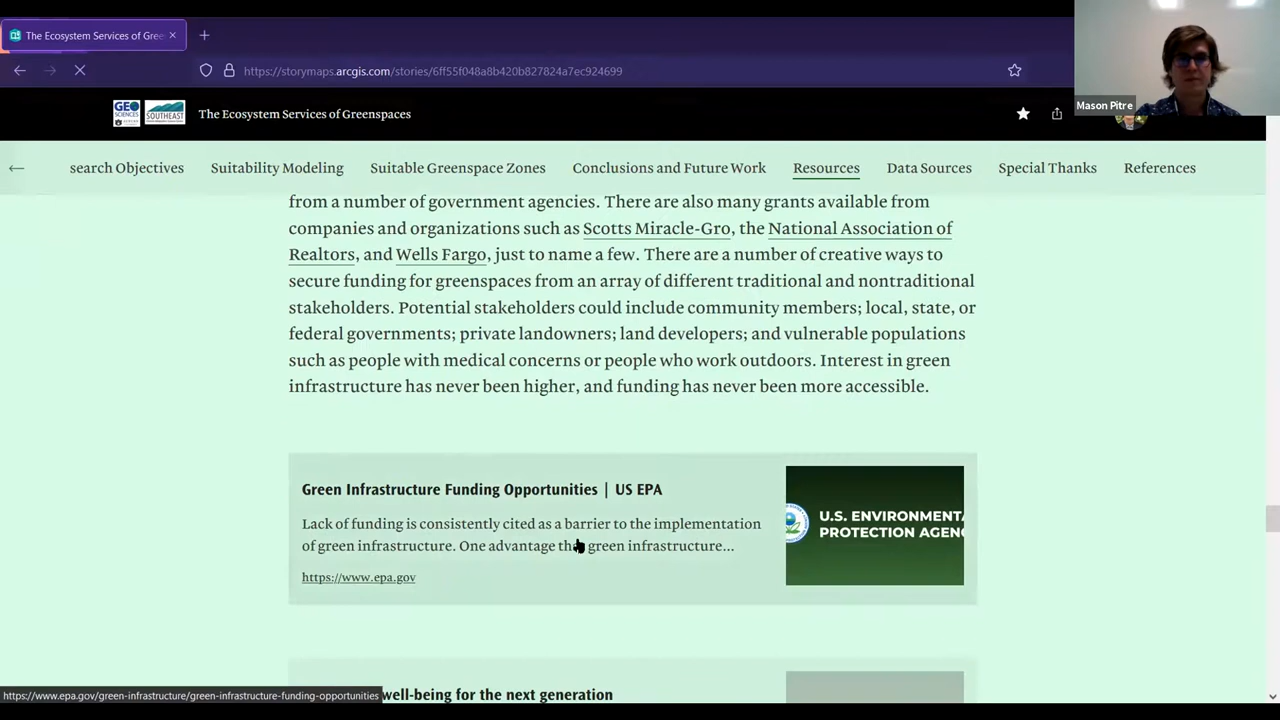 The Ecosystem Services of Gree
https://storymaps.arcgis.com/stories/6ff55f048a8b420b827824a7ec924699
Mason Pitre
GEO
SCIENCES
SOUTHEAST
The Ecosystem Services of Greenspaces
search Objectives
Suitability Modeling
Suitable Greenspace Zones
Conclusions and Future Work
Resources
Data Sources
Special Thanks
References
from a number of government agencies. There are also many grants available from
companies and organizations such as Scotts Miracle-Gro, the National Association of
Realtors, and Wells Fargo, just to name a few. There are a number of creative ways to
secure funding for greenspaces from an array of different traditional and nontraditional
stakeholders. Potential stakeholders could include community members; local, state, or
federal governments; private landowners; land developers; and vulnerable populations
such as people with medical concerns or people who work outdoors. Interest in green
infrastructure has never been higher, and funding has never been more accessible.
Green Infrastructure Funding Opportunities | US EPA
Lack of funding is consistently cited as a barrier to the implementation
of green infrastructure. One advantage tha green infrastructure...
https://www.epa.gov
U.S. ENVIRONMENTA
PROTECTION AGENC
well-being for the next generation
https://www.epa.gov/green-infrastructure/green-infrastructure-funding-opportunities